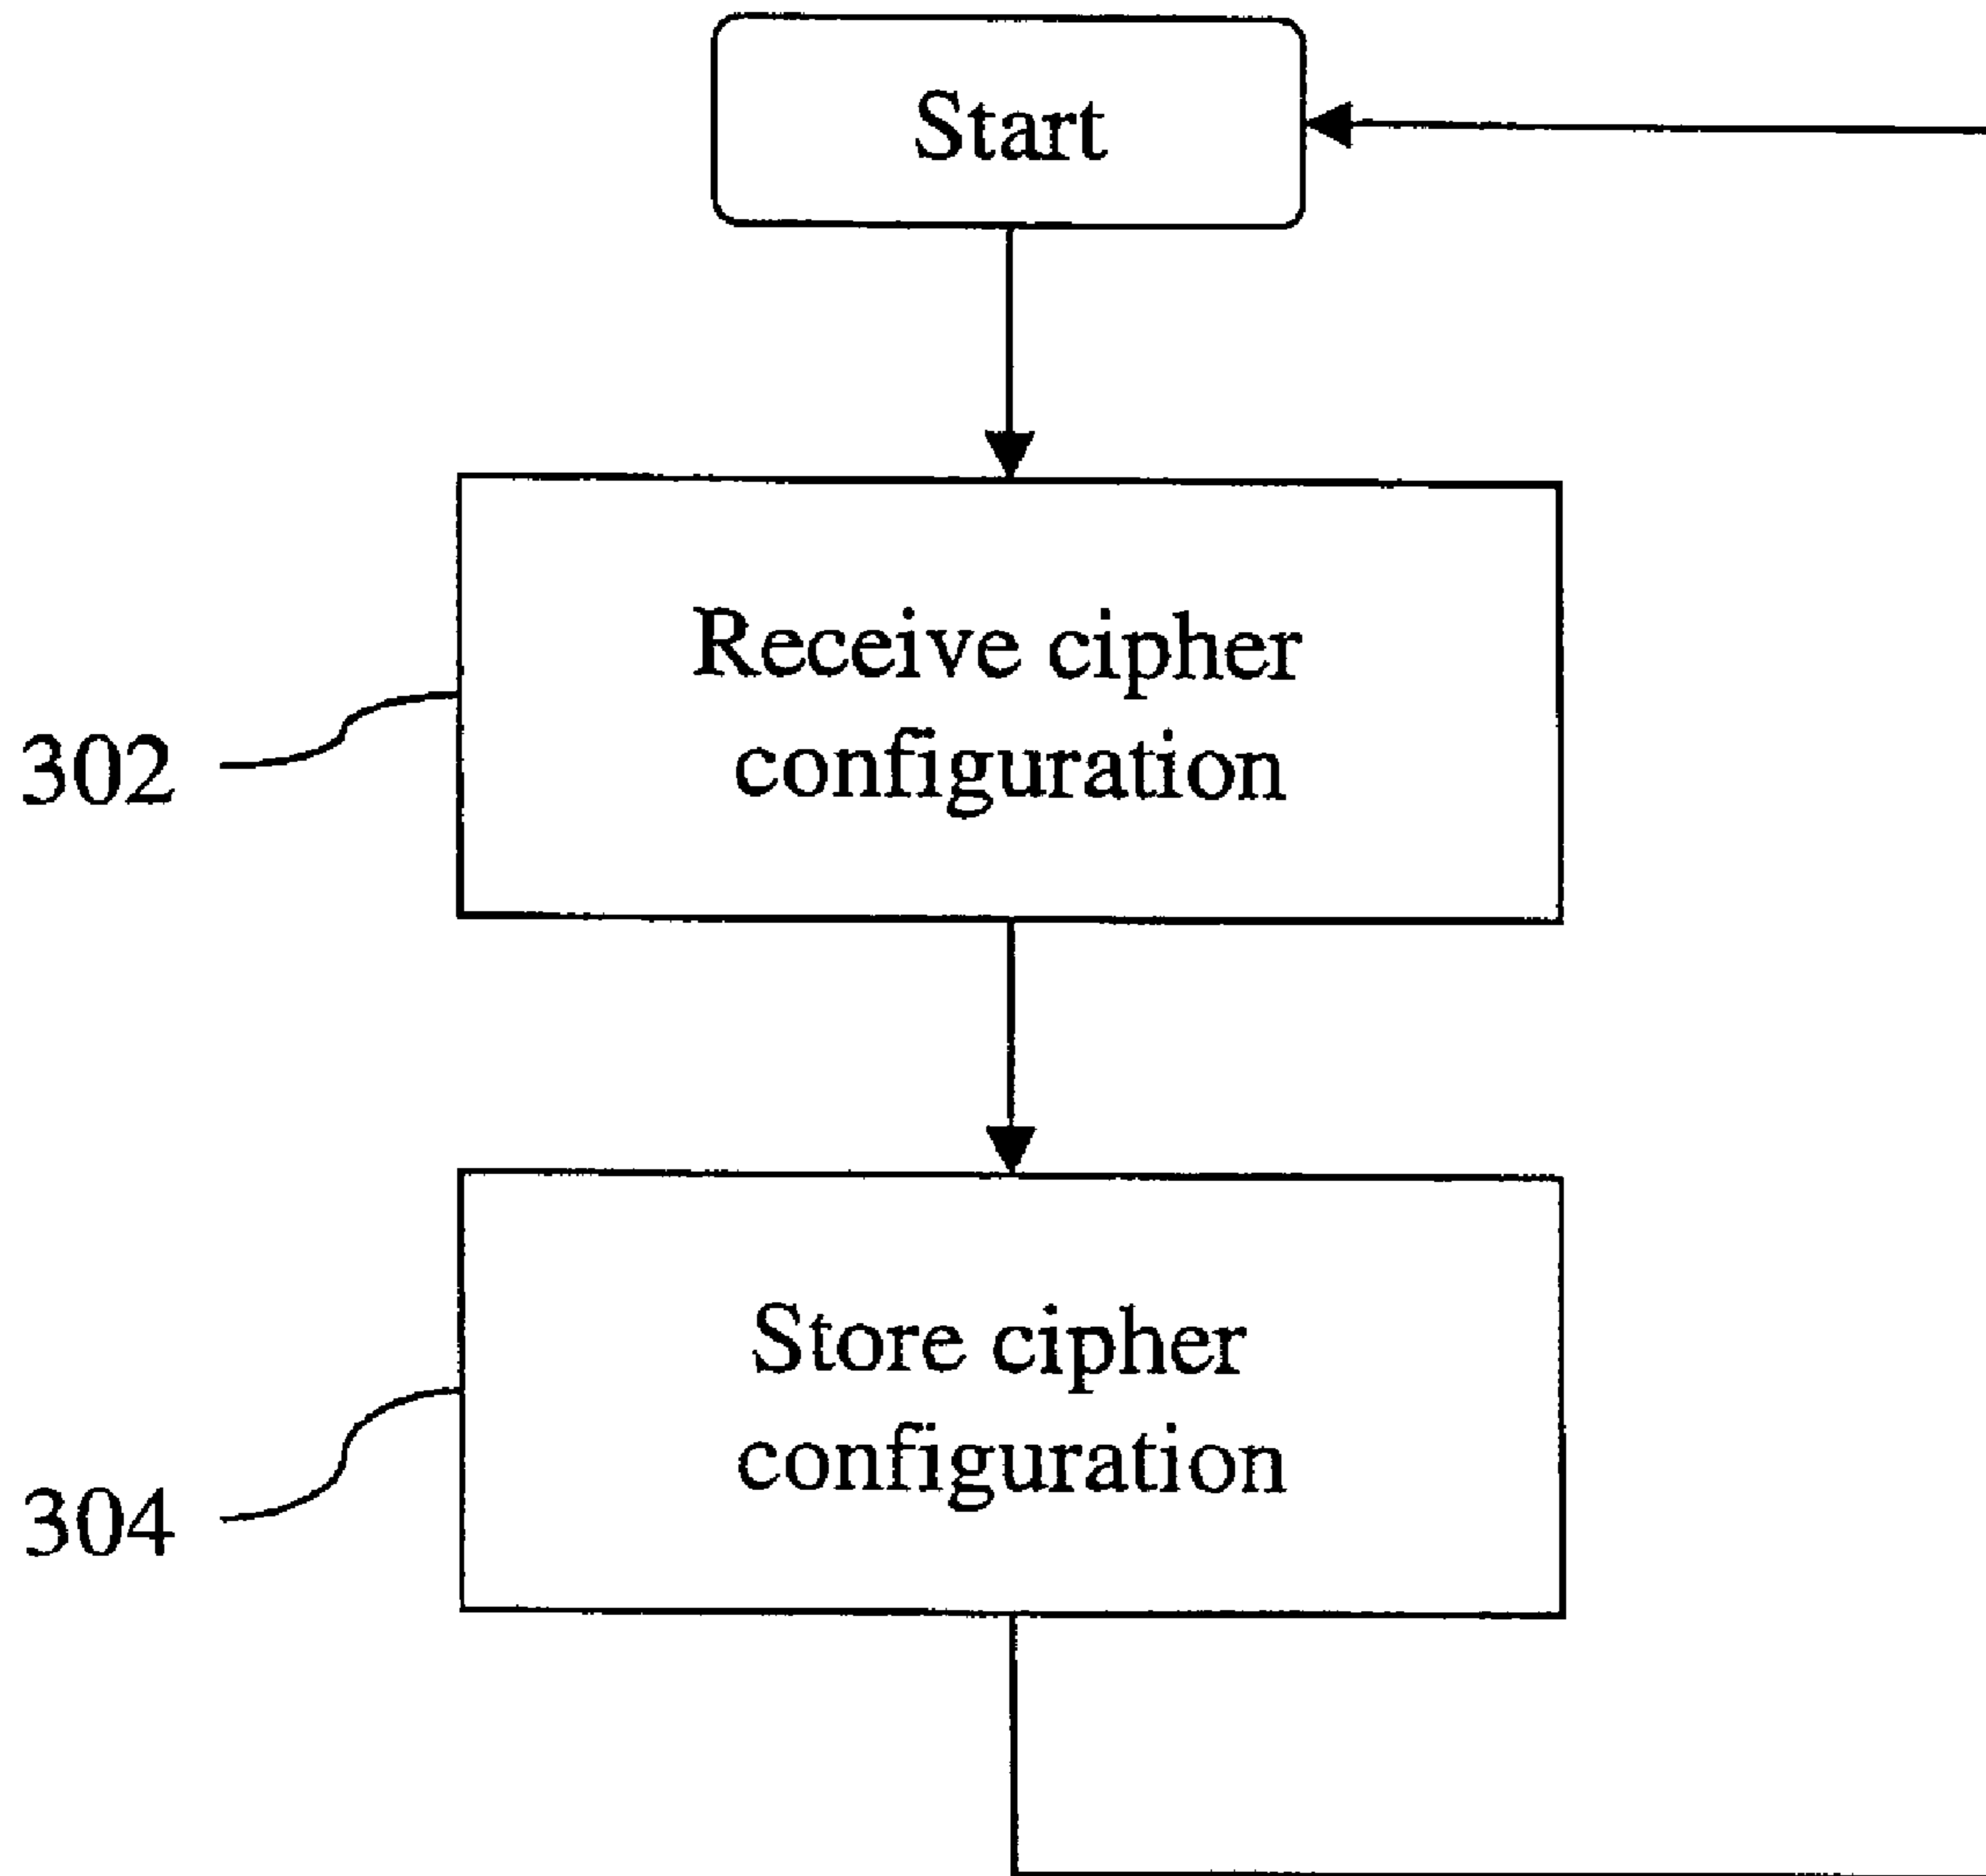 Start
Receive cipher
configuration
302
Store cipher
configuration
304